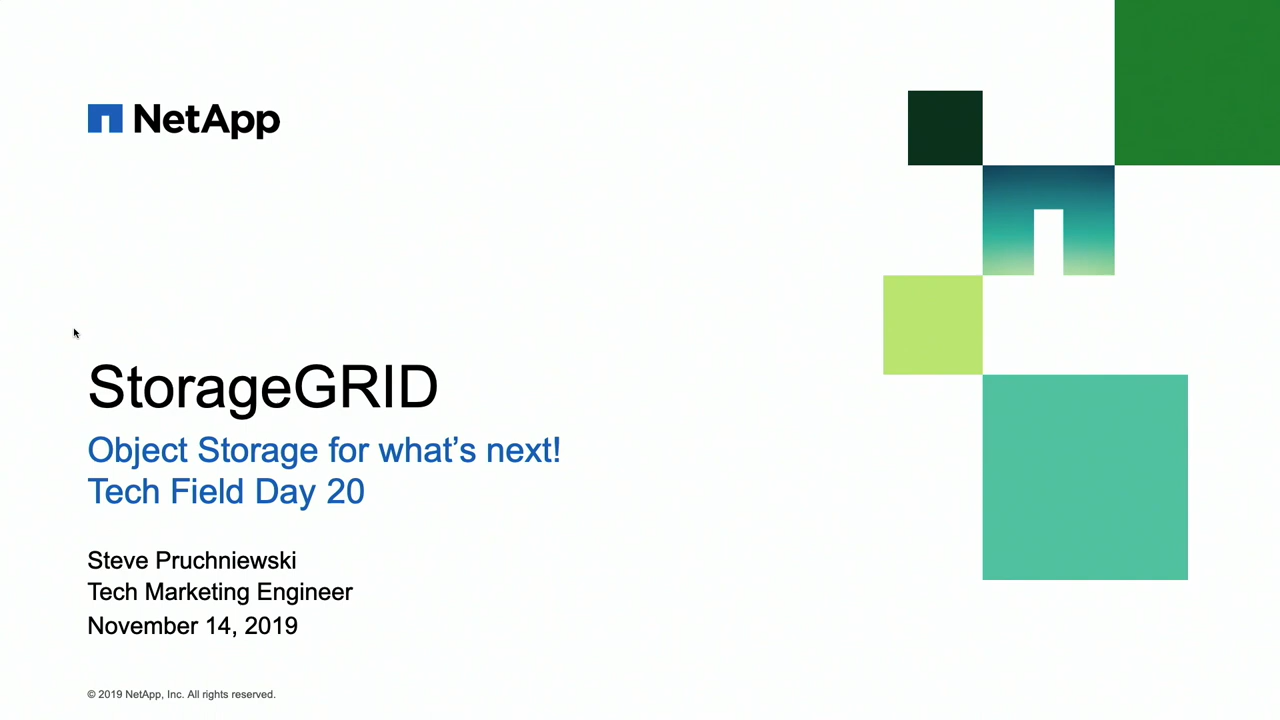 NetApp
StorageGRID
Object Storage for what's next!
Tech Field Day 20
Steve Pruchniewski
Tech Marketing Engineer
November 14, 2019
© 2019 NetApp, Inc. All rights reserved.